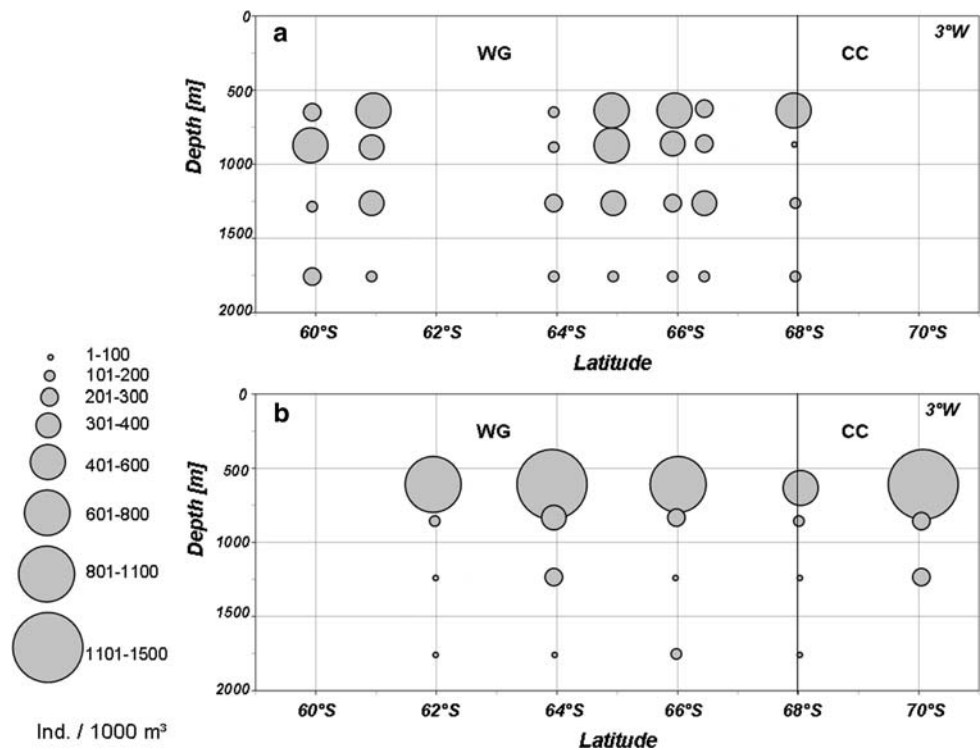 a
3°W
WG
CC
0
500
1000
1500
2000
Depth [m]
60°S
62°S
64°S
66°S
68°S
70°S
Latitude
1-100
101-200
201-300
301-400
401-600
601-800
801-1100
1101-1500
Ind. / 1000 m³
b
3°W
WG
CC
0
500
1000
1500
2000
Depth [m]
60°S
62°S
64°S
66°S
68°S
70°S
Latitude